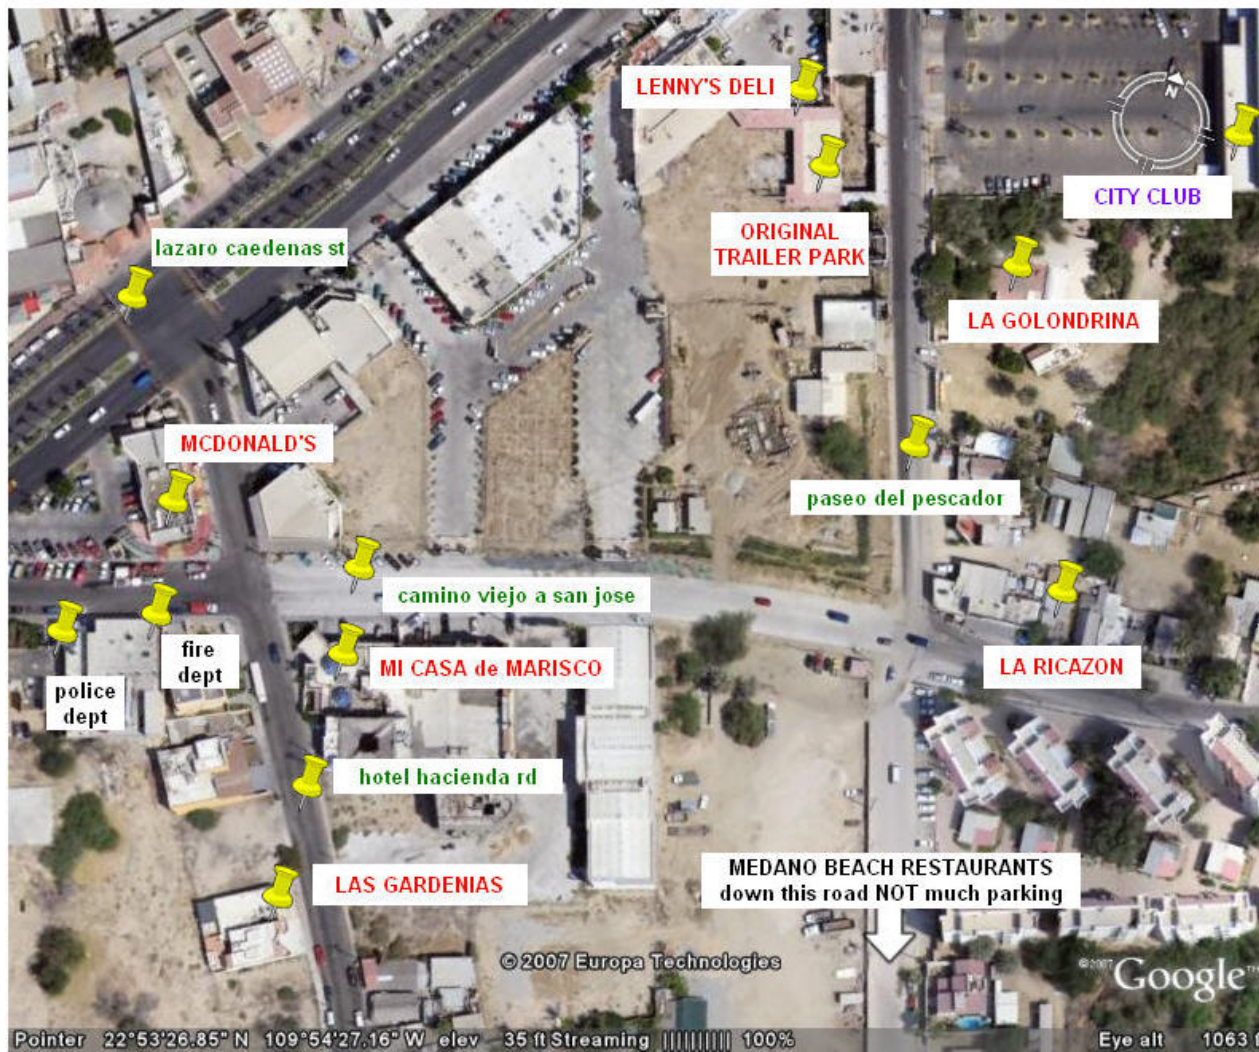 LENNY'S DELI
N
CITY CLUB
ORIGINAL
TRAILER PARK
lazaro caedenas st
LA GOLONDRINA
MCDONALD'S
paseo del pescador
camino viejo a san jose
fire
dept
MI CASA de MARISCO
LA RICAZON
police
dept
hotel hacienda rd
MEDANO BEACH RESTAURANTS
down this road NOT much parking
LAS GARDENIAS
© 2007 Europa Technologies
©2007 Google™
Pointer 22°53'26.85" N 109°54'27.16" W elev 35 ft Streaming |||||||||| 100% Eye alt 1063 f